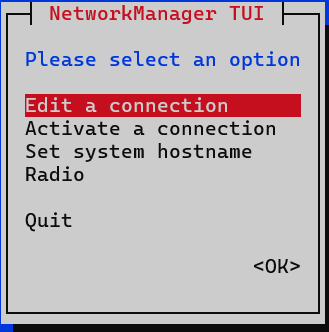 NetworkManager TUI
Please select an option
Edit a connection
Activate a connection
Set system hostname
Radio
Quit
<OK>